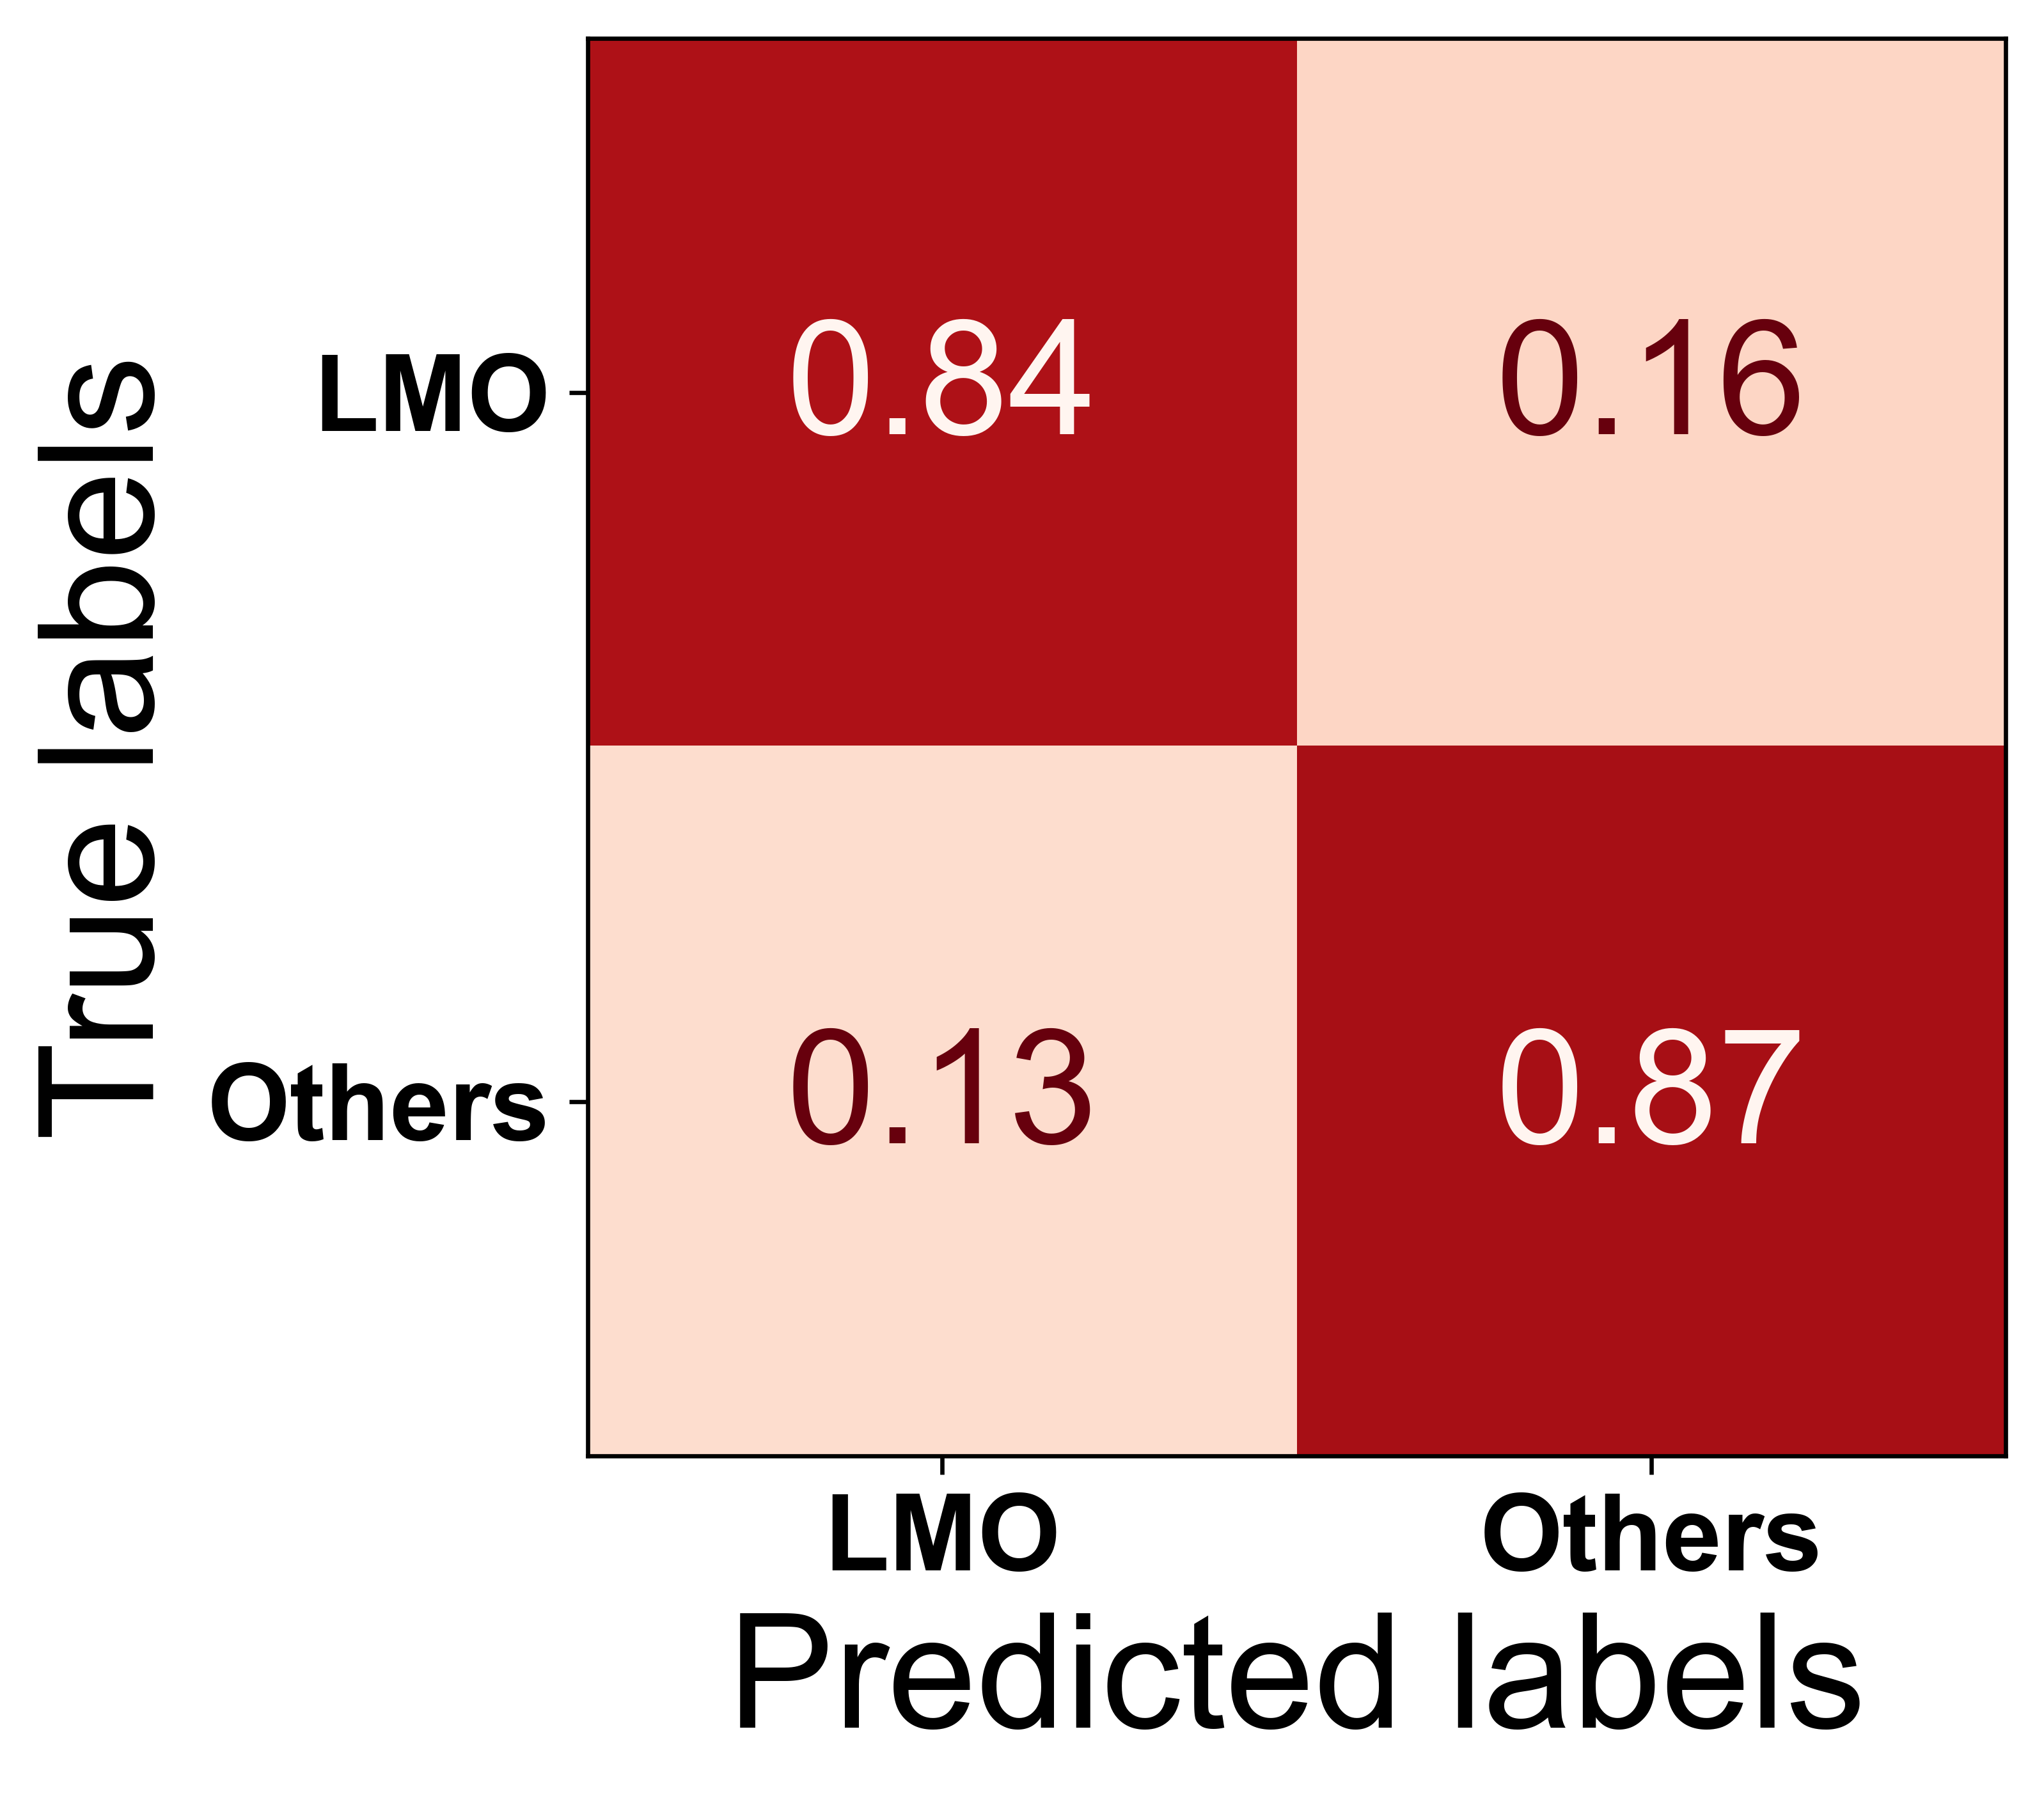 True labels
LMO
0.84 0.16
Others
0.13 0.87
LMO Others
Predicted labels